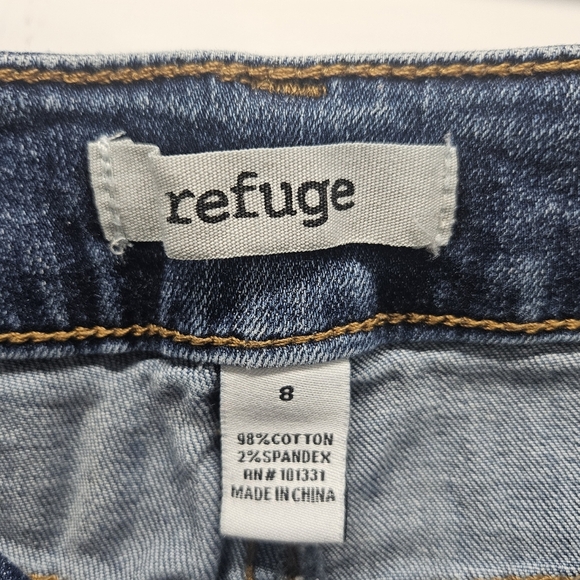 refuge
8
98%COTTON
2%SPANDEX
RN# 101331
MADE IN CHINA